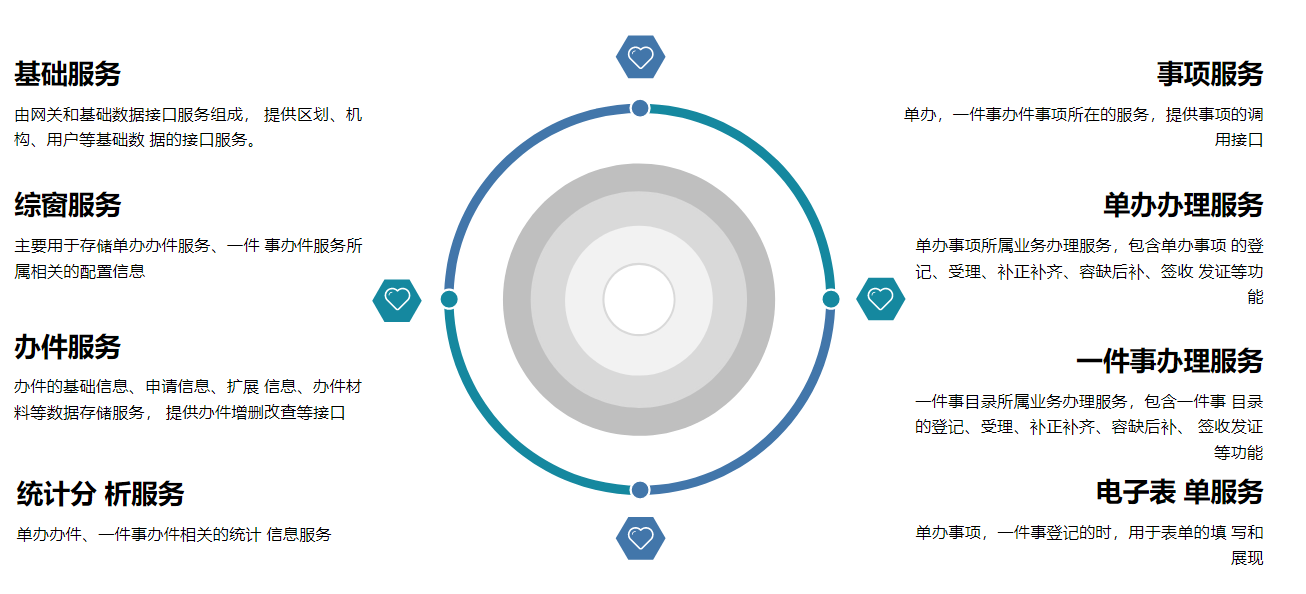 基础服务
由网关和基础数据接口服务组成， 提供区划、机
构、用户等基础数 据的接口服务。
综窗服务
主要用于存储单办办件服务、一件 事办件服务所
属相关的配置信息
办件服务
办件的基础信息、申请信息、扩展 信息、办件材
料等数据存储服务， 提供办件增删改查等接口
统计分 析服务
单办办件、一件事办件相关的统计 信息服务
事项服务
单办，一件事办件事项所在的服务，提供事项的调
用接口
单办办理服务
单办事项所属业务办理服务，包含单办事项 的登
记、受理、补正补齐、容缺后补、签收 发证等功
能
一件事办理服务
一件事目录所属业务办理服务，包含一件事 目录
的登记、受理、补正补齐、容缺后补、 签收发证
等功能
电子表 单服务
单办事项，一件事登记的时，用于表单的填 写和
展现